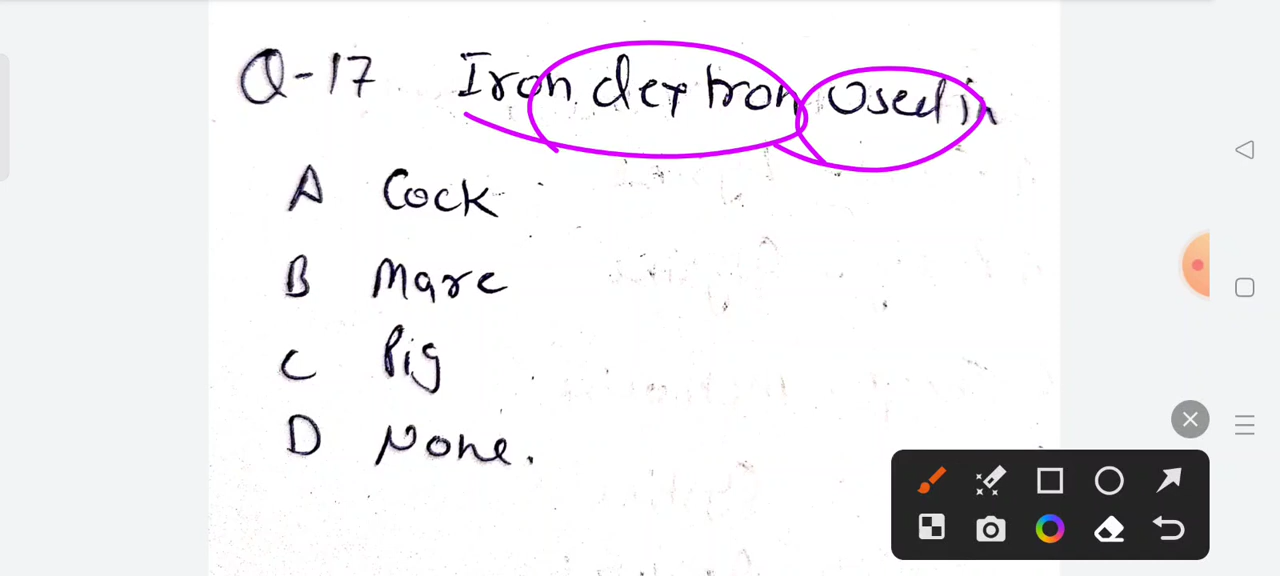 Q-17 Iron dextron used in
A Cock
B Mare
C Pig
D None.